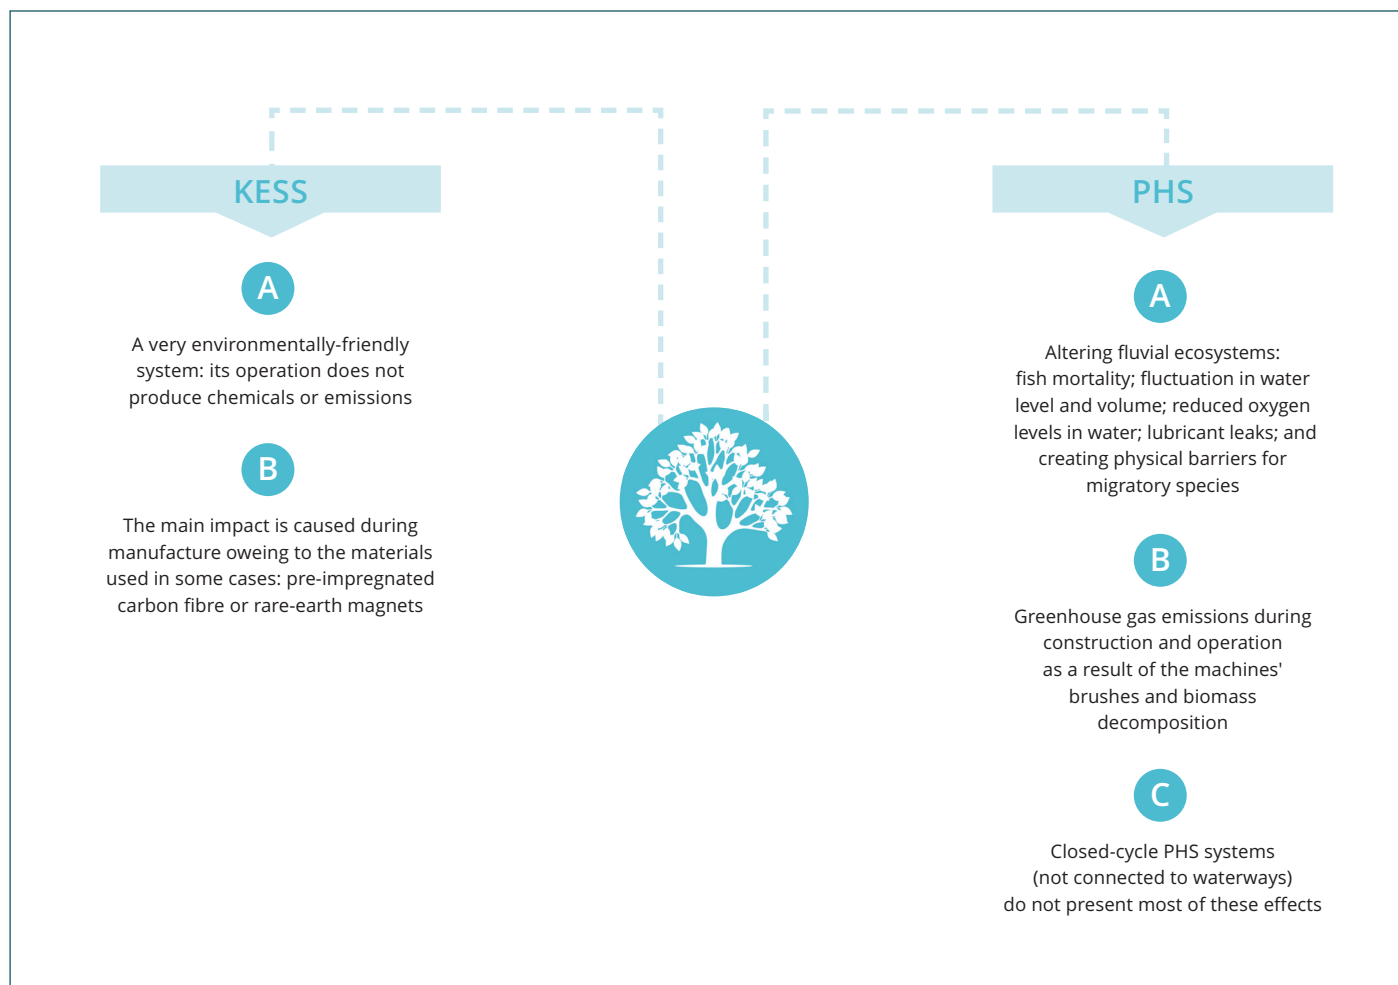 KESS
A
A very environmentally-friendly
system: its operation does not
produce chemicals or emissions
B
The main impact is caused during
manufacture oweing to the materials
used in some cases: pre-impregnated
carbon fibre or rare-earth magnets
PHS
A
Altering fluvial ecosystems:
fish mortality; fluctuation in water
level and volume; reduced oxygen
levels in water; lubricant leaks; and
creating physical barriers for
migratory species
B
Greenhouse gas emissions during
construction and operation
as a result of the machines'
brushes and biomass
decomposition
C
Closed-cycle PHS systems
(not connected to waterways)
do not present most of these effects